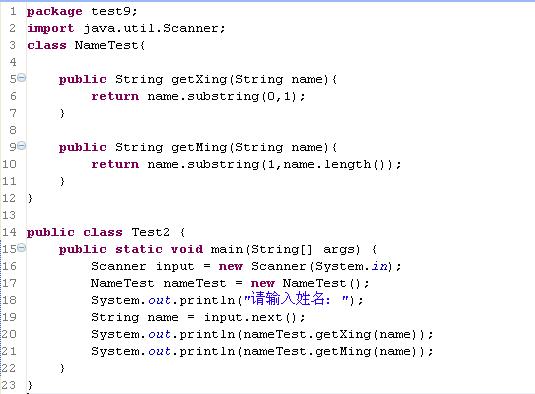 1 package test9;
2 import java.util.Scanner;
3 class NameTest{
4
5 public String getXing(String name){
6 return name.substring(0,1);
7 }
8
9 public String getMing(String name){
10 return name.substring(1,name.length());
11 }
12 }
13
14 public class Test2 {
15 public static void main(String[] args) {
16 Scanner input = new Scanner(System.in);
17 NameTest nameTest = new NameTest();
18 System.out.println("请输入姓名：");
19 String name = input.next();
20 System.out.println(nameTest.getXing(name));
21 System.out.println(nameTest.getMing(name));
22 }
23 }